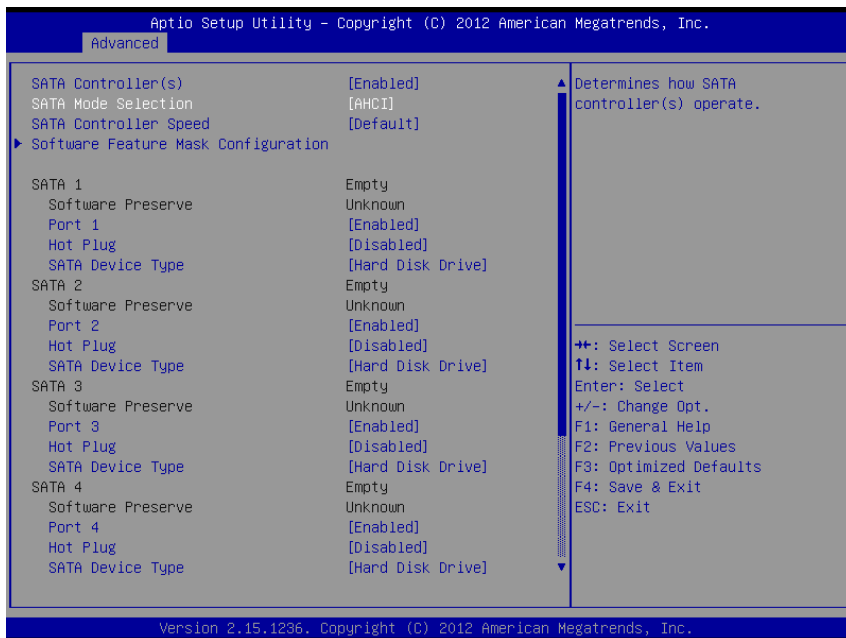 Aptio Setup Utility – Copyright (C) 2012 American Megatrends, Inc.
Advanced
SATA Controller(s) [Enabled]
SATA Mode Selection [AHCI]
SATA Controller Speed [Default]
Software Feature Mask Configuration
SATA 1 Empty
Software Preserve Unknown
Port 1 [Enabled]
Hot Plug [Disabled]
SATA Device Type [Hard Disk Drive]
SATA 2 Empty
Software Preserve Unknown
Port 2 [Enabled]
Hot Plug [Disabled]
SATA Device Type [Hard Disk Drive]
SATA 3 Empty
Software Preserve Unknown
Port 3 [Enabled]
Hot Plug [Disabled]
SATA Device Type [Hard Disk Drive]
SATA 4 Empty
Software Preserve Unknown
Port 4 [Enabled]
Hot Plug [Disabled]
SATA Device Type [Hard Disk Drive]
Determines how SATA
controller(s) operate.
→←: Select Screen
↑↓: Select Item
Enter: Select
+/-: Change Opt.
F1: General Help
F2: Previous Values
F3: Optimized Defaults
F4: Save & Exit
ESC: Exit
Version 2.15.1236. Copyright (C) 2012 American Megatrends, Inc.